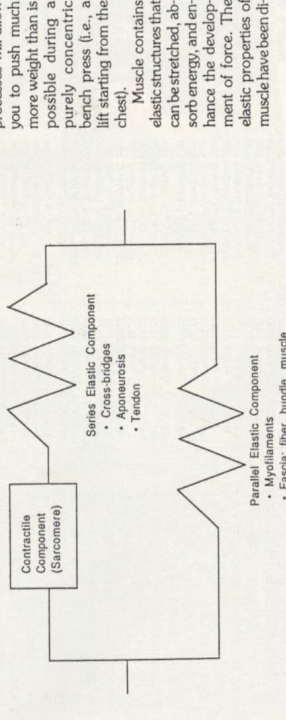 Contractile
Component
(Sarcomere)
Series Elastic Component
• Cross-bridges
• Aponeurosis
• Tendon
Parallel Elastic Component
• Myofilaments
• Fascia: fiber, bundle, muscle
you to push much
more weight than is
possible during a
purely concentric
bench press (i.e., a
lift starting from the
chest).
Muscle contains
elastic structures that
can be stretched, ab-
sorb energy, and en-
hance the develop-
ment of force. The
elastic properties of
muscle have been di-